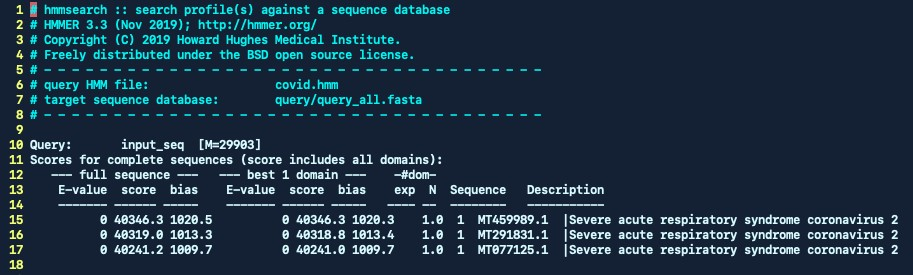 1 # hmmsearch :: search profile(s) against a sequence database
2 # HMMER 3.3 (Nov 2019); http://hmmer.org/
3 # Copyright (C) 2019 Howard Hughes Medical Institute.
4 # Freely distributed under the BSD open source license.
5 # - - - - - - - - - - - - - - - - - - - - - - - - - - - - - - - - - - - -
6 # query HMM file:                  covid.hmm
7 # target sequence database:        query/query_all.fasta
8 # - - - - - - - - - - - - - - - - - - - - - - - - - - - - - - - - - - - -
9
10 Query:       input_seq  [M=29903]
11 Scores for complete sequences (score includes all domains):
12    --- full sequence ---   --- best 1 domain ---    -#dom-
13     E-value  score  bias    E-value  score  bias    exp  N  Sequence   Description
14     ------- ------ -----    ------- ------ -----   ---- --  --------   -----------
15           0 40346.3 1020.5          0 40346.3 1020.3    1.0  1  MT459989.1  |Severe acute respiratory syndrome coronavirus 2
16           0 40319.0 1013.3          0 40318.8 1013.4    1.0  1  MT291831.1  |Severe acute respiratory syndrome coronavirus 2
17           0 40241.2 1009.7          0 40241.0 1009.7    1.0  1  MT077125.1  |Severe acute respiratory syndrome coronavirus 2
18